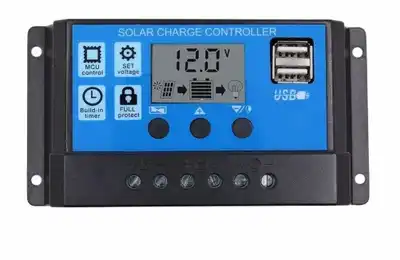 SOLAR CHARGE CONTROLLER
MCU
control
SET
voltage
12.0 V
Build-in
timer
FULL
protect
USB